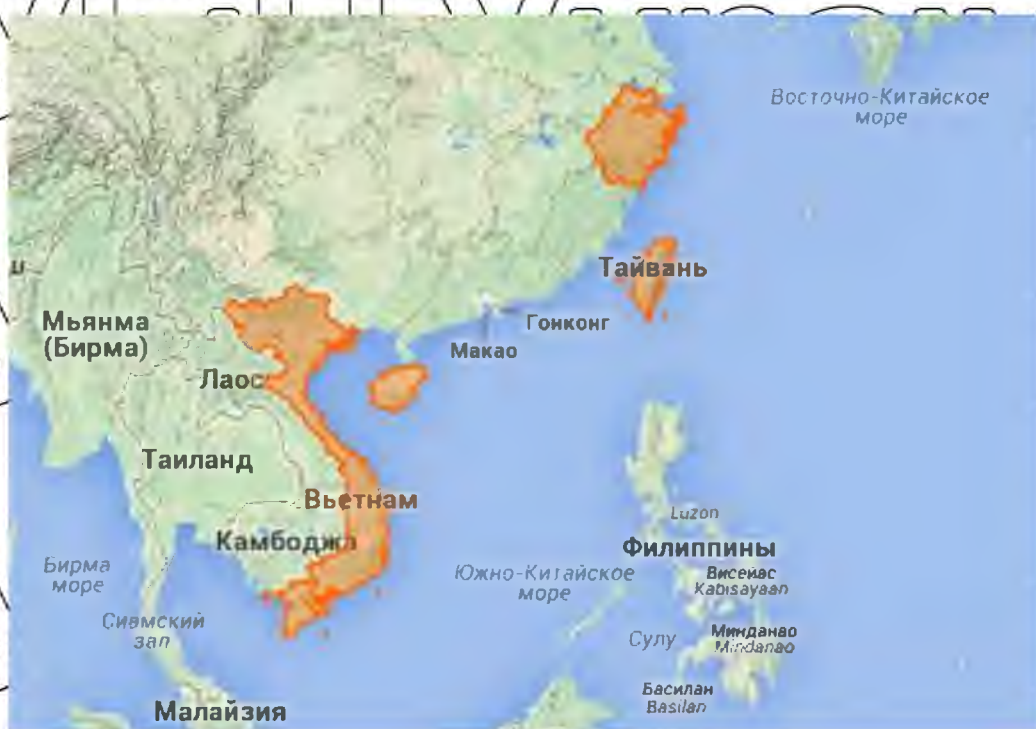 Восточно-Китайское
море
Тайвань
Гонконг
Макао
Мьянма
(Бирма)
Лаос
Таиланд
Вьетнам
Камбоджа
Luzon
Филиппины
Висейас
Kabisayaan
Южно-Китайское
море
Бирма
море
Сиамский
зал
Сулу
Минданао
Mindanao
Басилан
Basilan
Малайзия